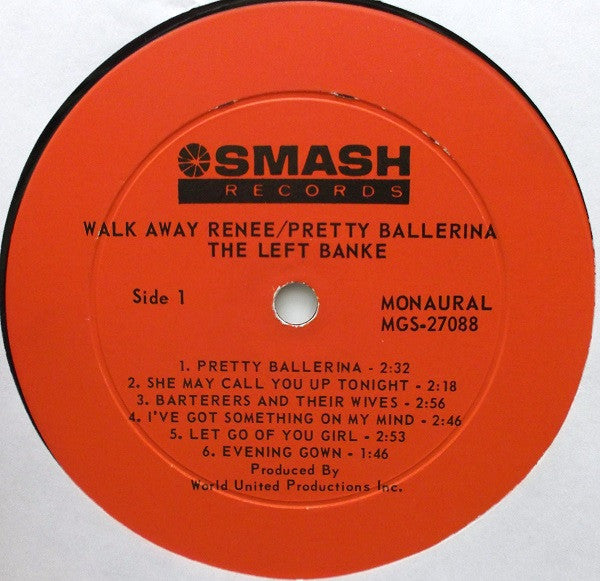 SMASH
RECORDS
WALK AWAY RENEE/PRETTY BALLERINA
THE LEFT BANKE
Side 1
MONAURAL
MGS-27088
1. PRETTY BALLERINA - 2:32
2. SHE MAY CALL YOU UP TONIGHT - 2:18
3. BARTERERS AND THEIR WIVES - 2:56
4. I'VE GOT SOMETHING ON MY MIND - 2:46
5. LET GO OF YOU GIRL - 2:53
6. EVENING GOWN - 1:46
Produced By
World United Productions Inc.